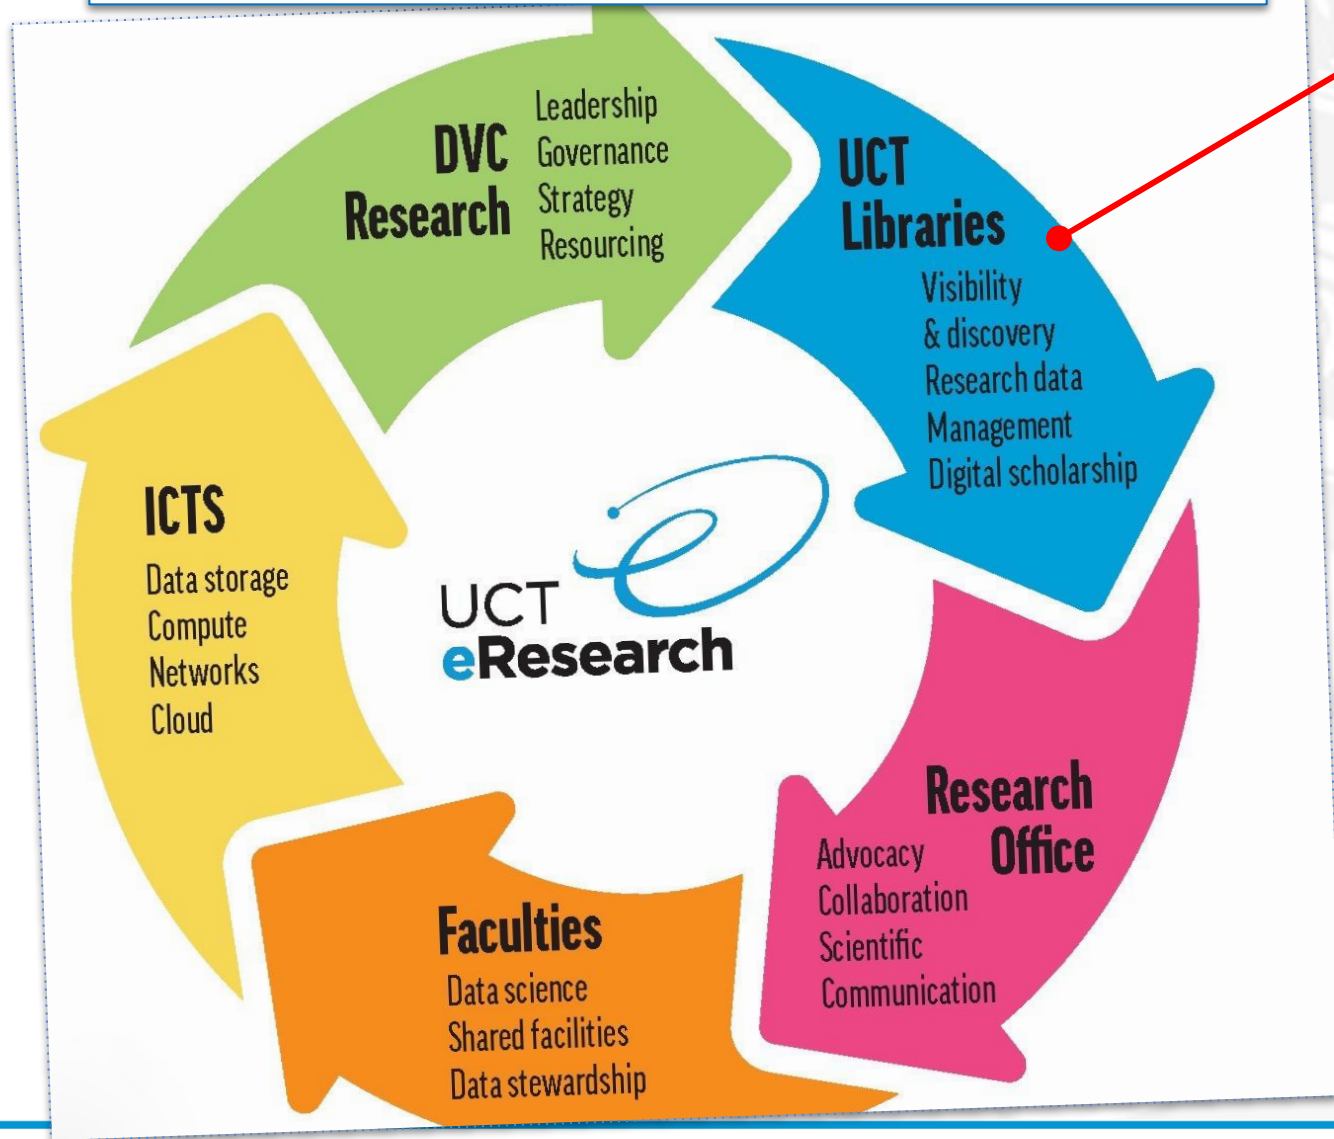 DVC
Research
Leadership
Governance
Strategy
Resourcing
UCT
Libraries
Visibility
& discovery
Research data
Management
Digital scholarship
Research
Office
Advocacy
Collaboration
Scientific
Communication
Faculties
Data science
Shared facilities
Data stewardship
ICTS
Data storage
Compute
Networks
Cloud
UCT
eResearch